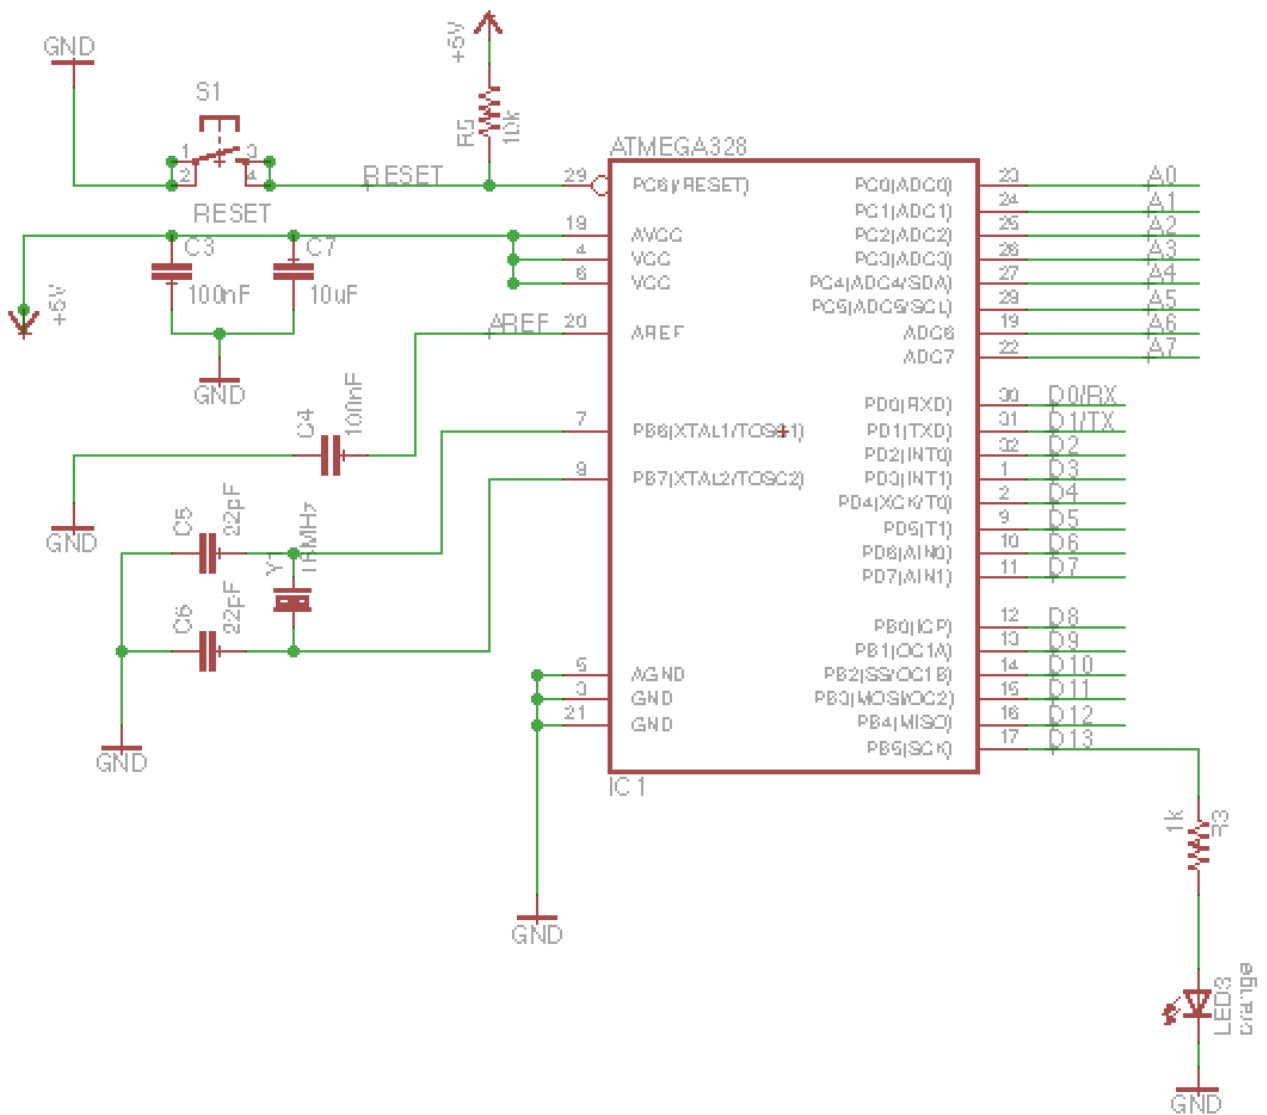 GND
+5V
S1
R5
10k
ATMEGA328
1
3
2
4
RESET
29
PC6(/RESET)
PC0(ADC0)
23
A0
24
A1
PC1(ADC1)
RESET
18
AVCC
PC2(ADC2)
25
A2
C3
C7
4
VCC
PC3(ADC3)
26
A3
6
VCC
PC4(ADC4/SDA)
27
A4
100nF
10uF
+5V
PC5(ADC5/SCL)
28
A5
AREF
20
AREF
ADC6
19
A6
ADC7
22
A7
GND
C4
100nF
PD0(RXD)
30
D0/RX
7
PB6(XTAL1/TOSC1)
PD1(TXD)
31
D1/TX
PD2(INT0)
32
D2
8
PB7(XTAL2/TOSC2)
PD3(INT1)
1
D3
PD4(XCK/T0)
2
D4
C5
22pF
Y1
16MHz
PD5(T1)
9
D5
GND
PD6(AIN0)
10
D6
PD7(AIN1)
11
D7
C6
22pF
PB0(ICP)
12
D8
PB1(OC1A)
13
D9
5
AGND
PB2(SS/OC1B)
14
D10
3
GND
PB3(MOSI/OC2)
15
D11
21
GND
PB4(MISO)
16
D12
PB5(SCK)
17
D13
GND
IC1
1k
R3
GND
LED3
GND